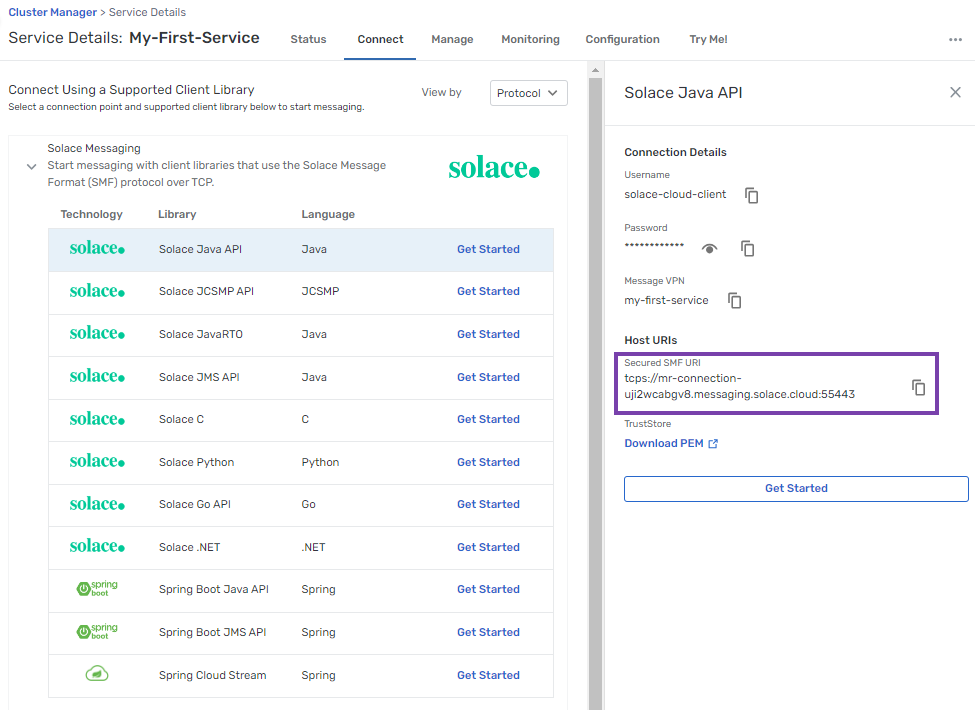 Cluster Manager > Service Details
Service Details: My-First-Service
Status
Connect
Manage
Monitoring
Configuration
Try Me!
Connect Using a Supported Client Library
Select a connection point and supported client library below to start messaging.
View by
Protocol
Solace Messaging
Start messaging with client libraries that use the Solace Message
Format (SMF) protocol over TCP.
solace.
Technology Library Language
solace. Solace Java API Java Get Started
solace. Solace JCSMP API JCSMP Get Started
solace. Solace JavaRTO Java Get Started
solace. Solace JMS API Java Get Started
solace. Solace C C Get Started
solace. Solace Python Python Get Started
solace. Solace Go API Go Get Started
solace. Solace .NET .NET Get Started
spring boot Spring Boot Java API Spring Get Started
spring boot Spring Boot JMS API Spring Get Started
Spring Cloud Stream Spring Get Started
Solace Java API
Connection Details
Username
solace-cloud-client
Password
************
Message VPN
my-first-service
Host URIs
Secured SMF URI
tcps://mr-connection-
uji2wcabgv8.messaging.solace.cloud:55443
TrustStore
Download PEM
Get Started